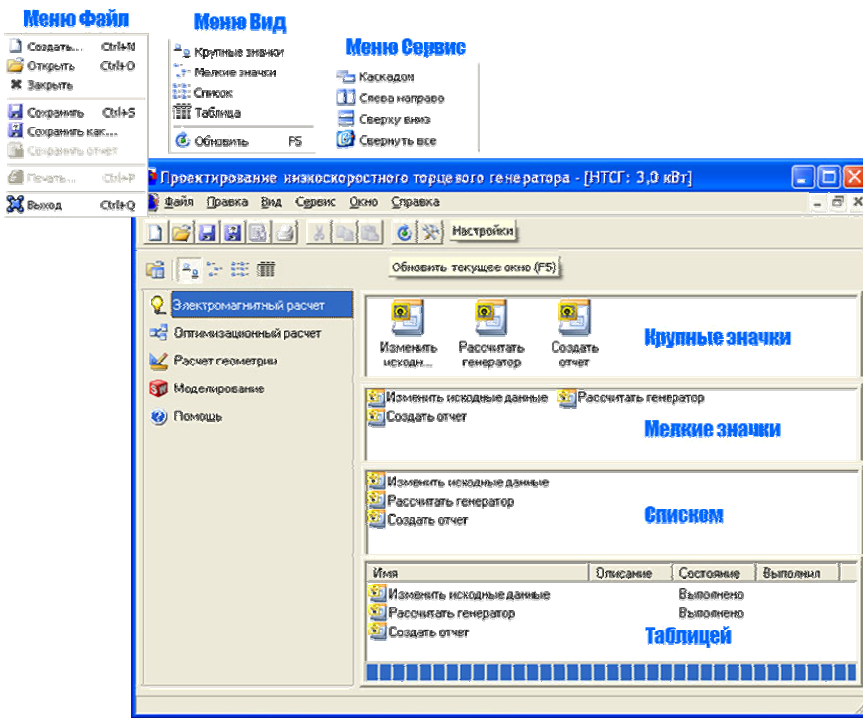 Меню Файл
Создать... Ctrl+N
Открыть Ctrl+O
Закрыть
Сохранить Ctrl+S
Сохранить как...
Сохранить отчет
Печать... Ctrl+P
Выход Ctrl+Q
Меню Вид
Крупные значки
Мелкие значки
Список
Таблица
Обновить F5
Меню Сервис
Каскадом
Слева направо
Сверху вниз
Свернуть все
Проектирование низкоскоростного торцевого генератора - [НТСГ: 3,0 кВт]
Файл Правка Вид Сервис Окно Справка
Настройки
Обновить текущее окно (F5)
Электромагнитный расчет
Оптимизационный расчет
Расчет геометрии
Моделирование
Помощь
Изменить исходн...
Рассчитать генератор
Создать отчет
Крупные значки
Изменить исходные данные Рассчитать генератор
Создать отчет
Мелкие значки
Изменить исходные данные
Рассчитать генератор
Создать отчет
Списком
Имя Описание Состояние Выполнил
Изменить исходные данные Выполнено
Рассчитать генератор Выполнено
Создать отчет
Таблицей